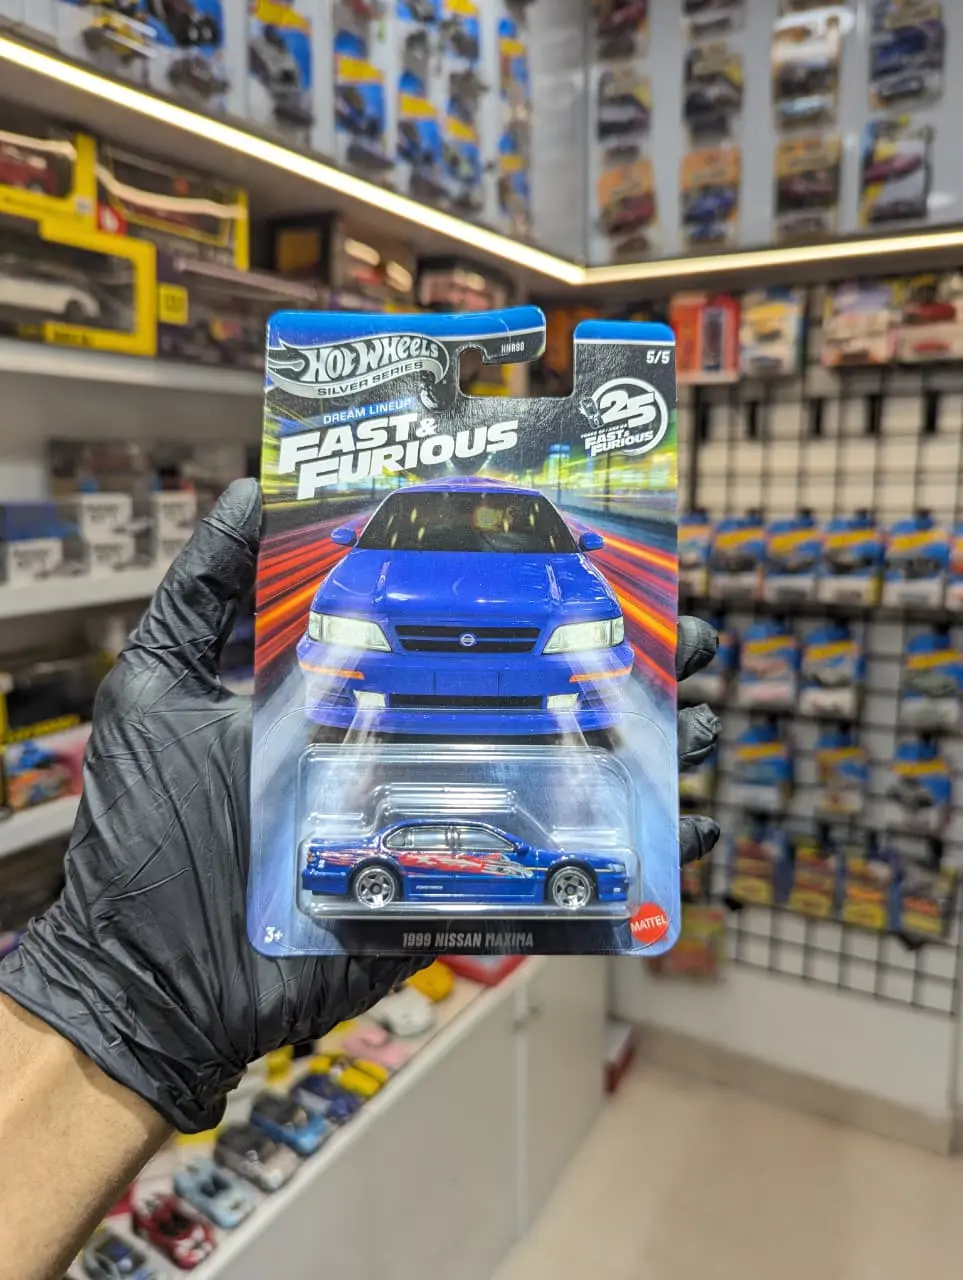 HOT WHEELS
SILVER SERIES
HNR88
5/5
DREAM LINEUP
FAST &
FURIOUS
25
FAST &
FURIOUS
3+
1999 NISSAN MAXIMA
MATTEL